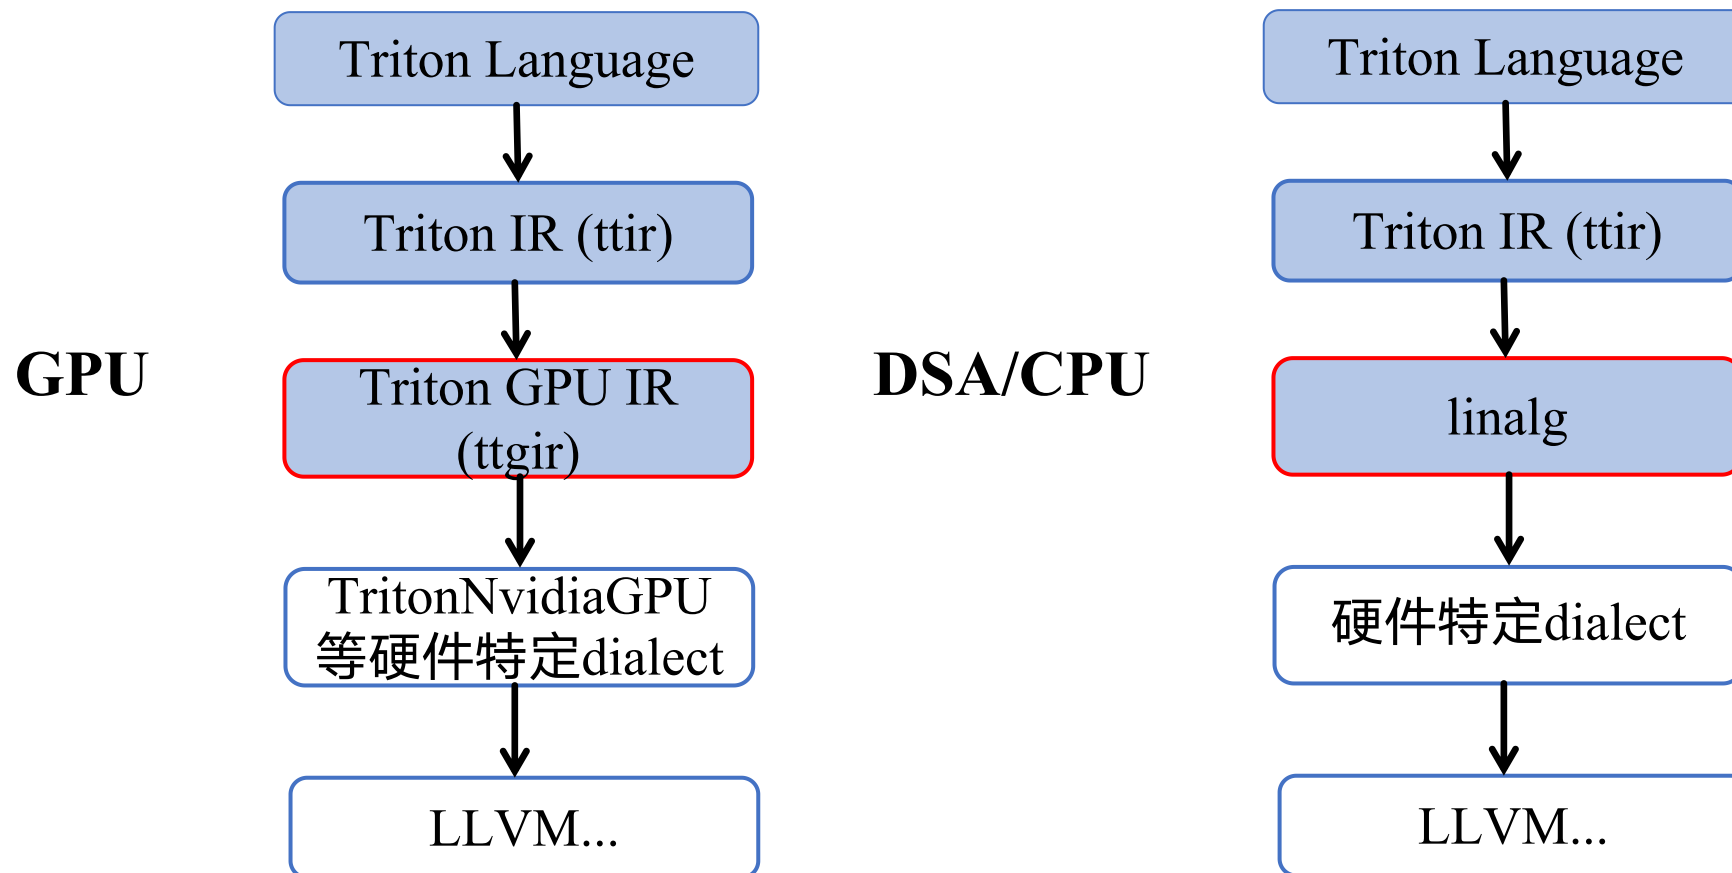 GPU
Triton Language
Triton IR (ttir)
Triton GPU IR
(ttgir)
TritonNvidiaGPU
等硬件特定dialect
LLVM...
DSA/CPU
Triton Language
Triton IR (ttir)
linalg
硬件特定dialect
LLVM...